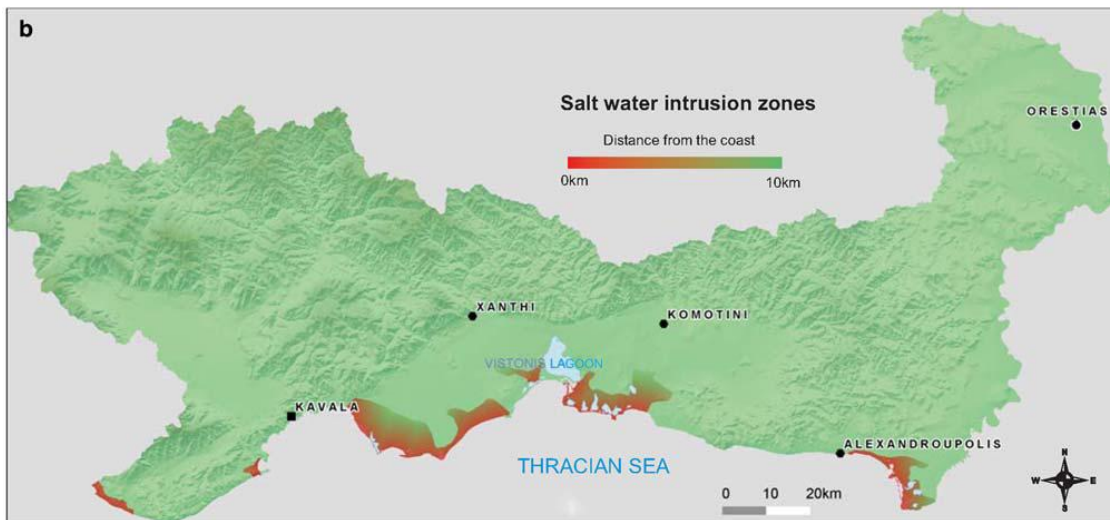 b
Salt water intrusion zones
Distance from the coast
0km 10km
ORESTIAS
XANTHI
KOMOTINI
VISTONIS LAGOON
KAVALA
ALEXANDROUPOLIS
THRACIAN SEA
0 10 20km
N
W E
S